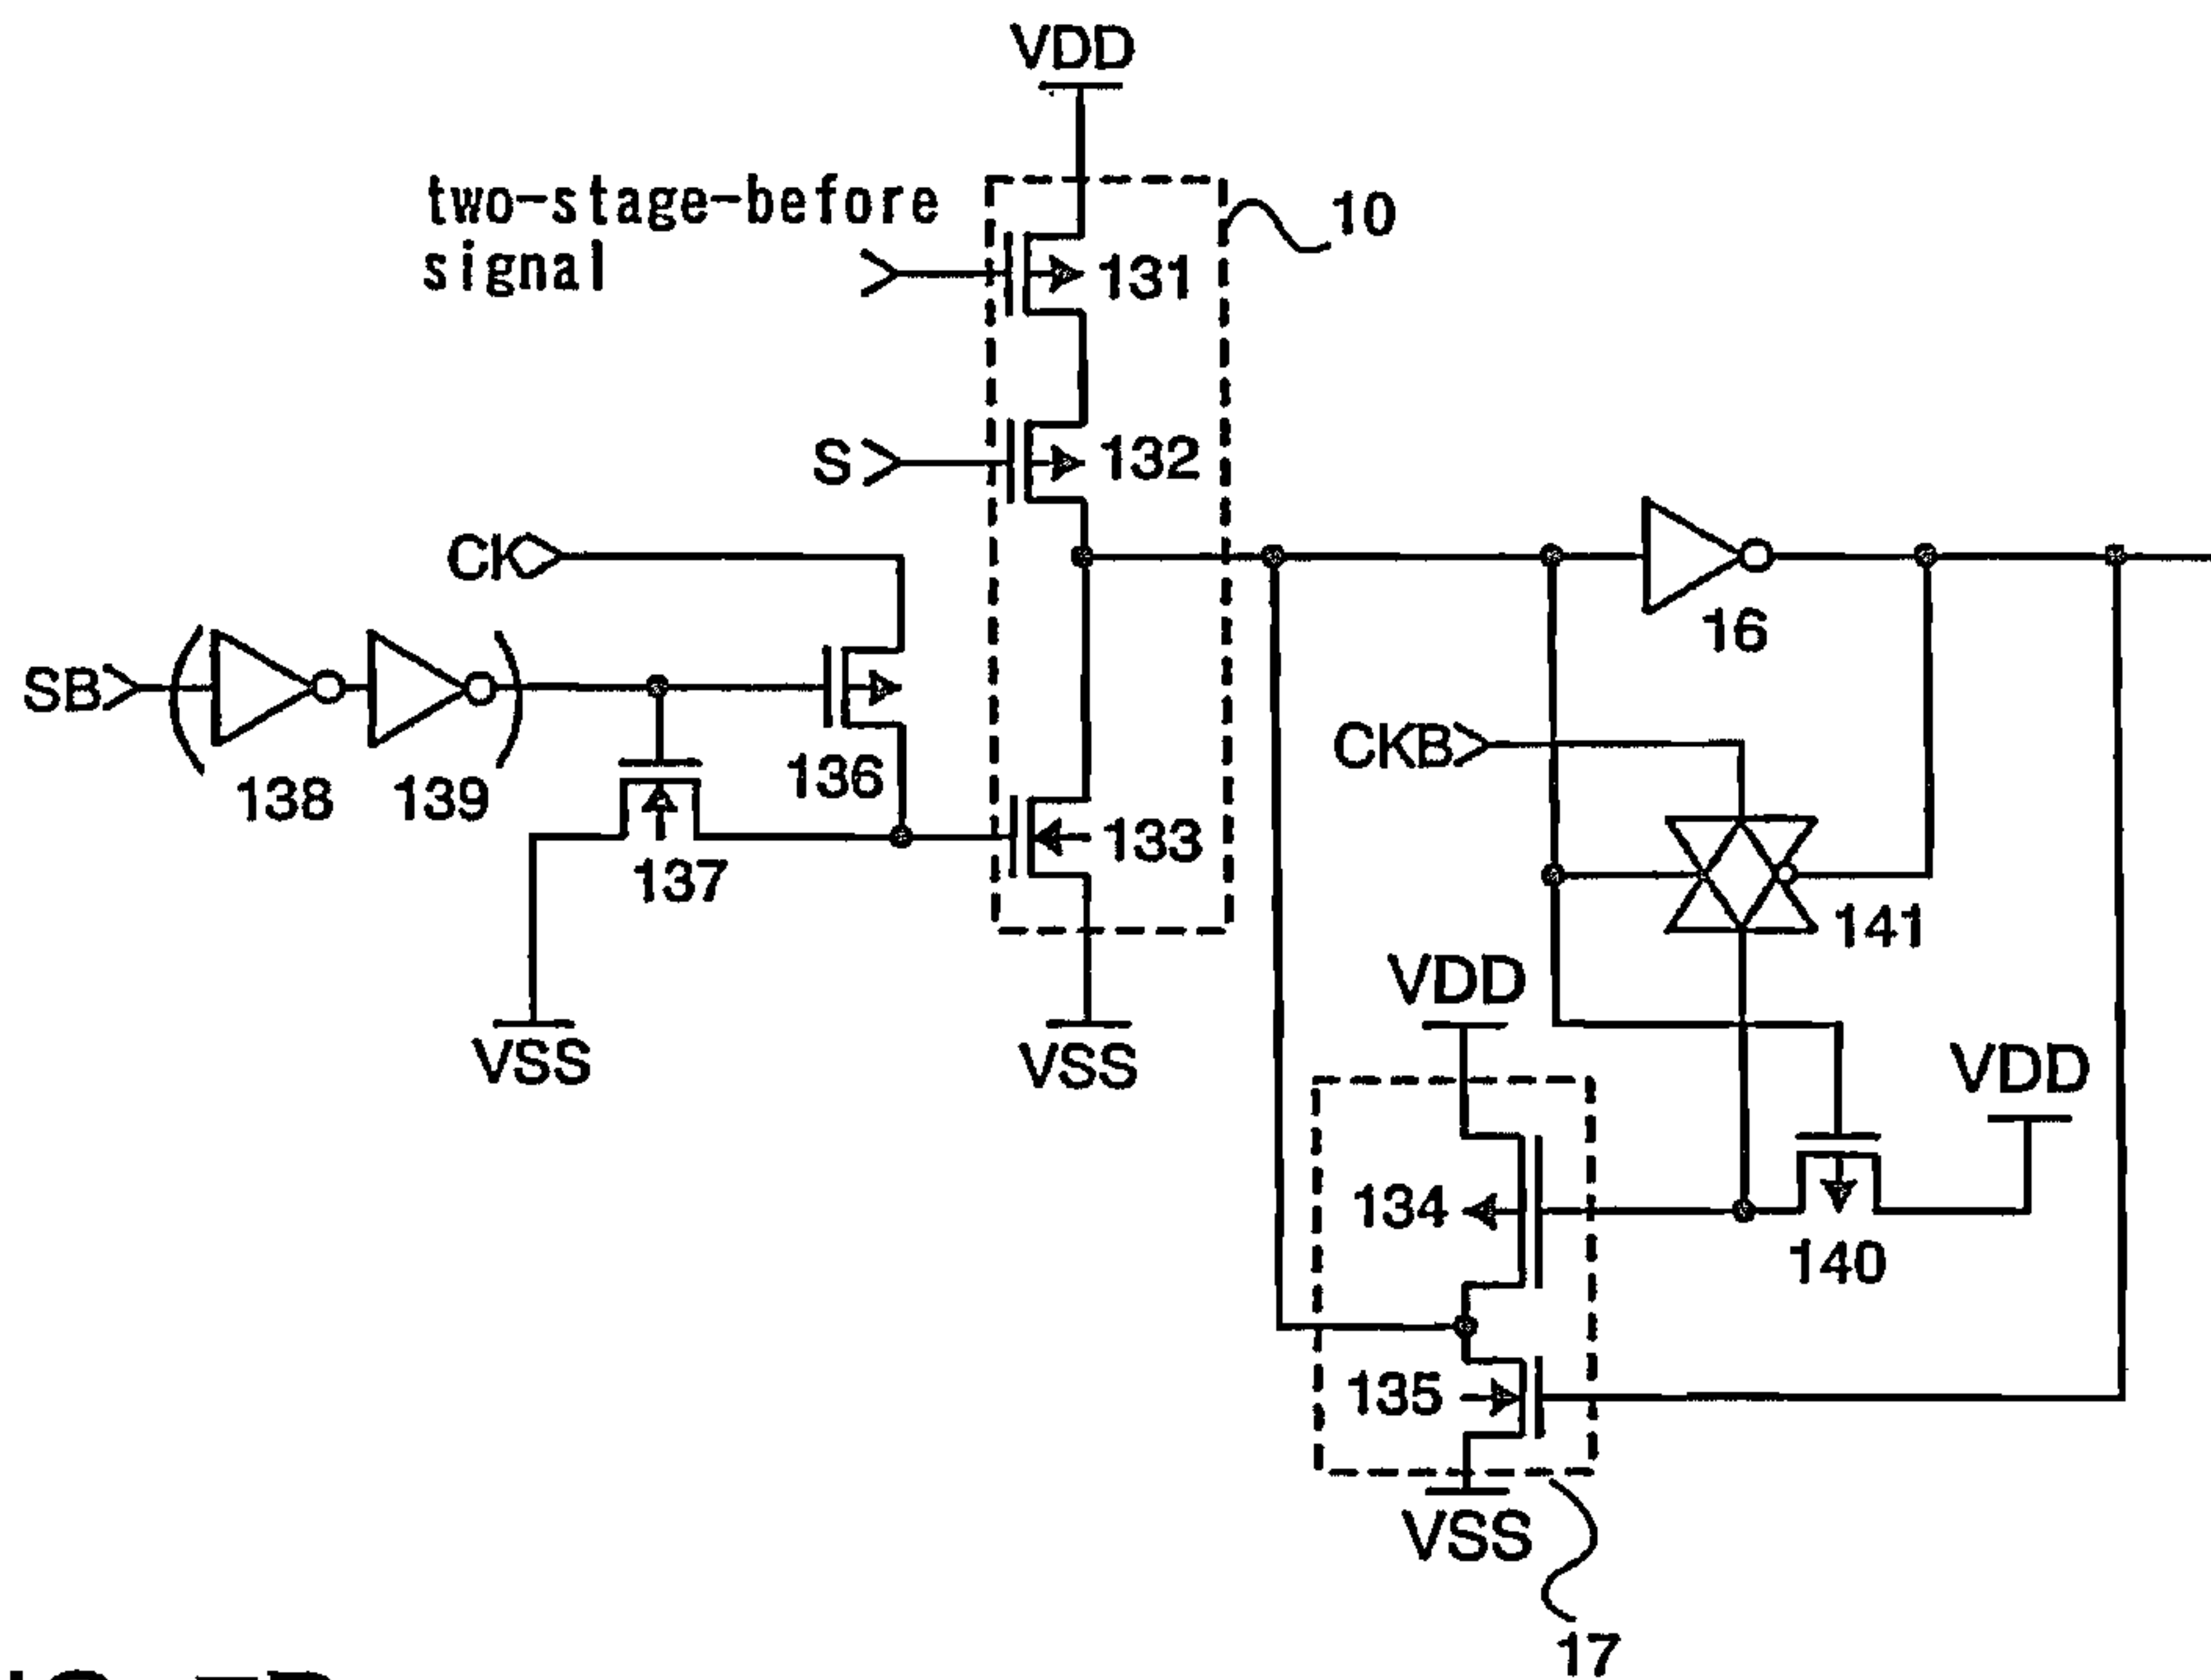 VDD
two-stage-before
signal
10
131
S
132
CK
16
SB
CKB
136
138
139
133
137
141
VDD
VSS
VSS
VDD
134
140
135
VSS
17